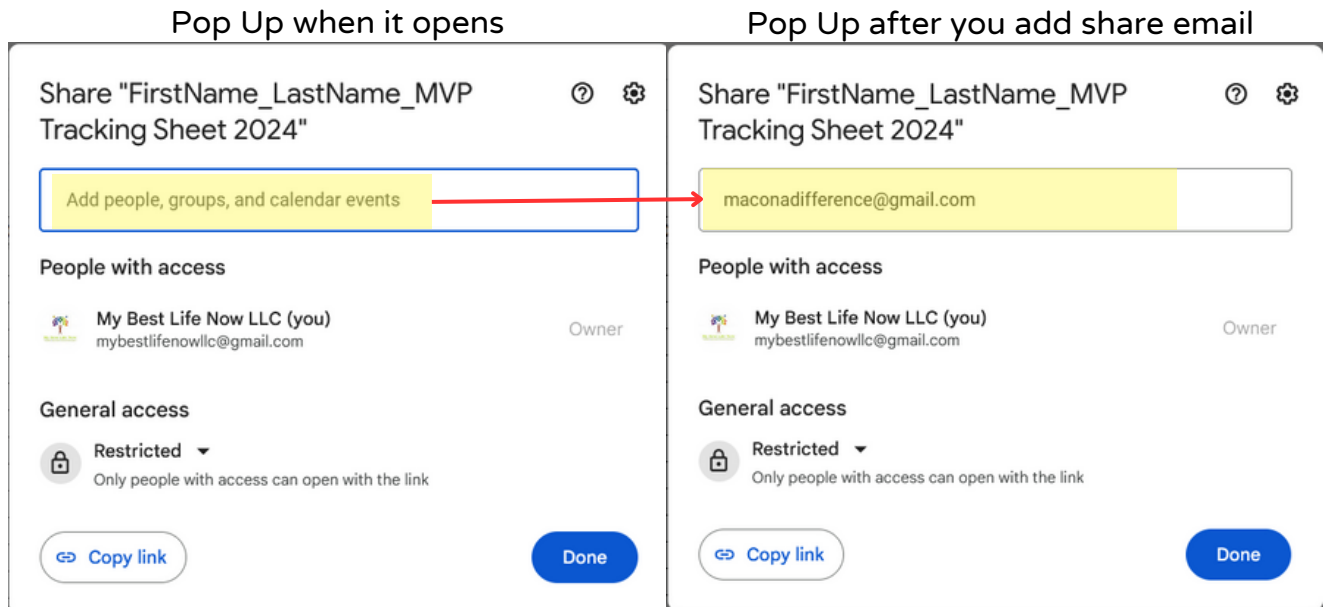 Pop Up when it opens
Share "FirstName_LastName_MVP
Tracking Sheet 2024"
Add people, groups, and calendar events
People with access
My Best Life Now LLC (you)
mybestlifenowllc@gmail.com
Owner
General access
Restricted
Only people with access can open with the link
Copy link
Done
Pop Up after you add share email
Share "FirstName_LastName_MVP
Tracking Sheet 2024"
maconadifference@gmail.com
People with access
My Best Life Now LLC (you)
mybestlifenowllc@gmail.com
Owner
General access
Restricted
Only people with access can open with the link
Copy link
Done